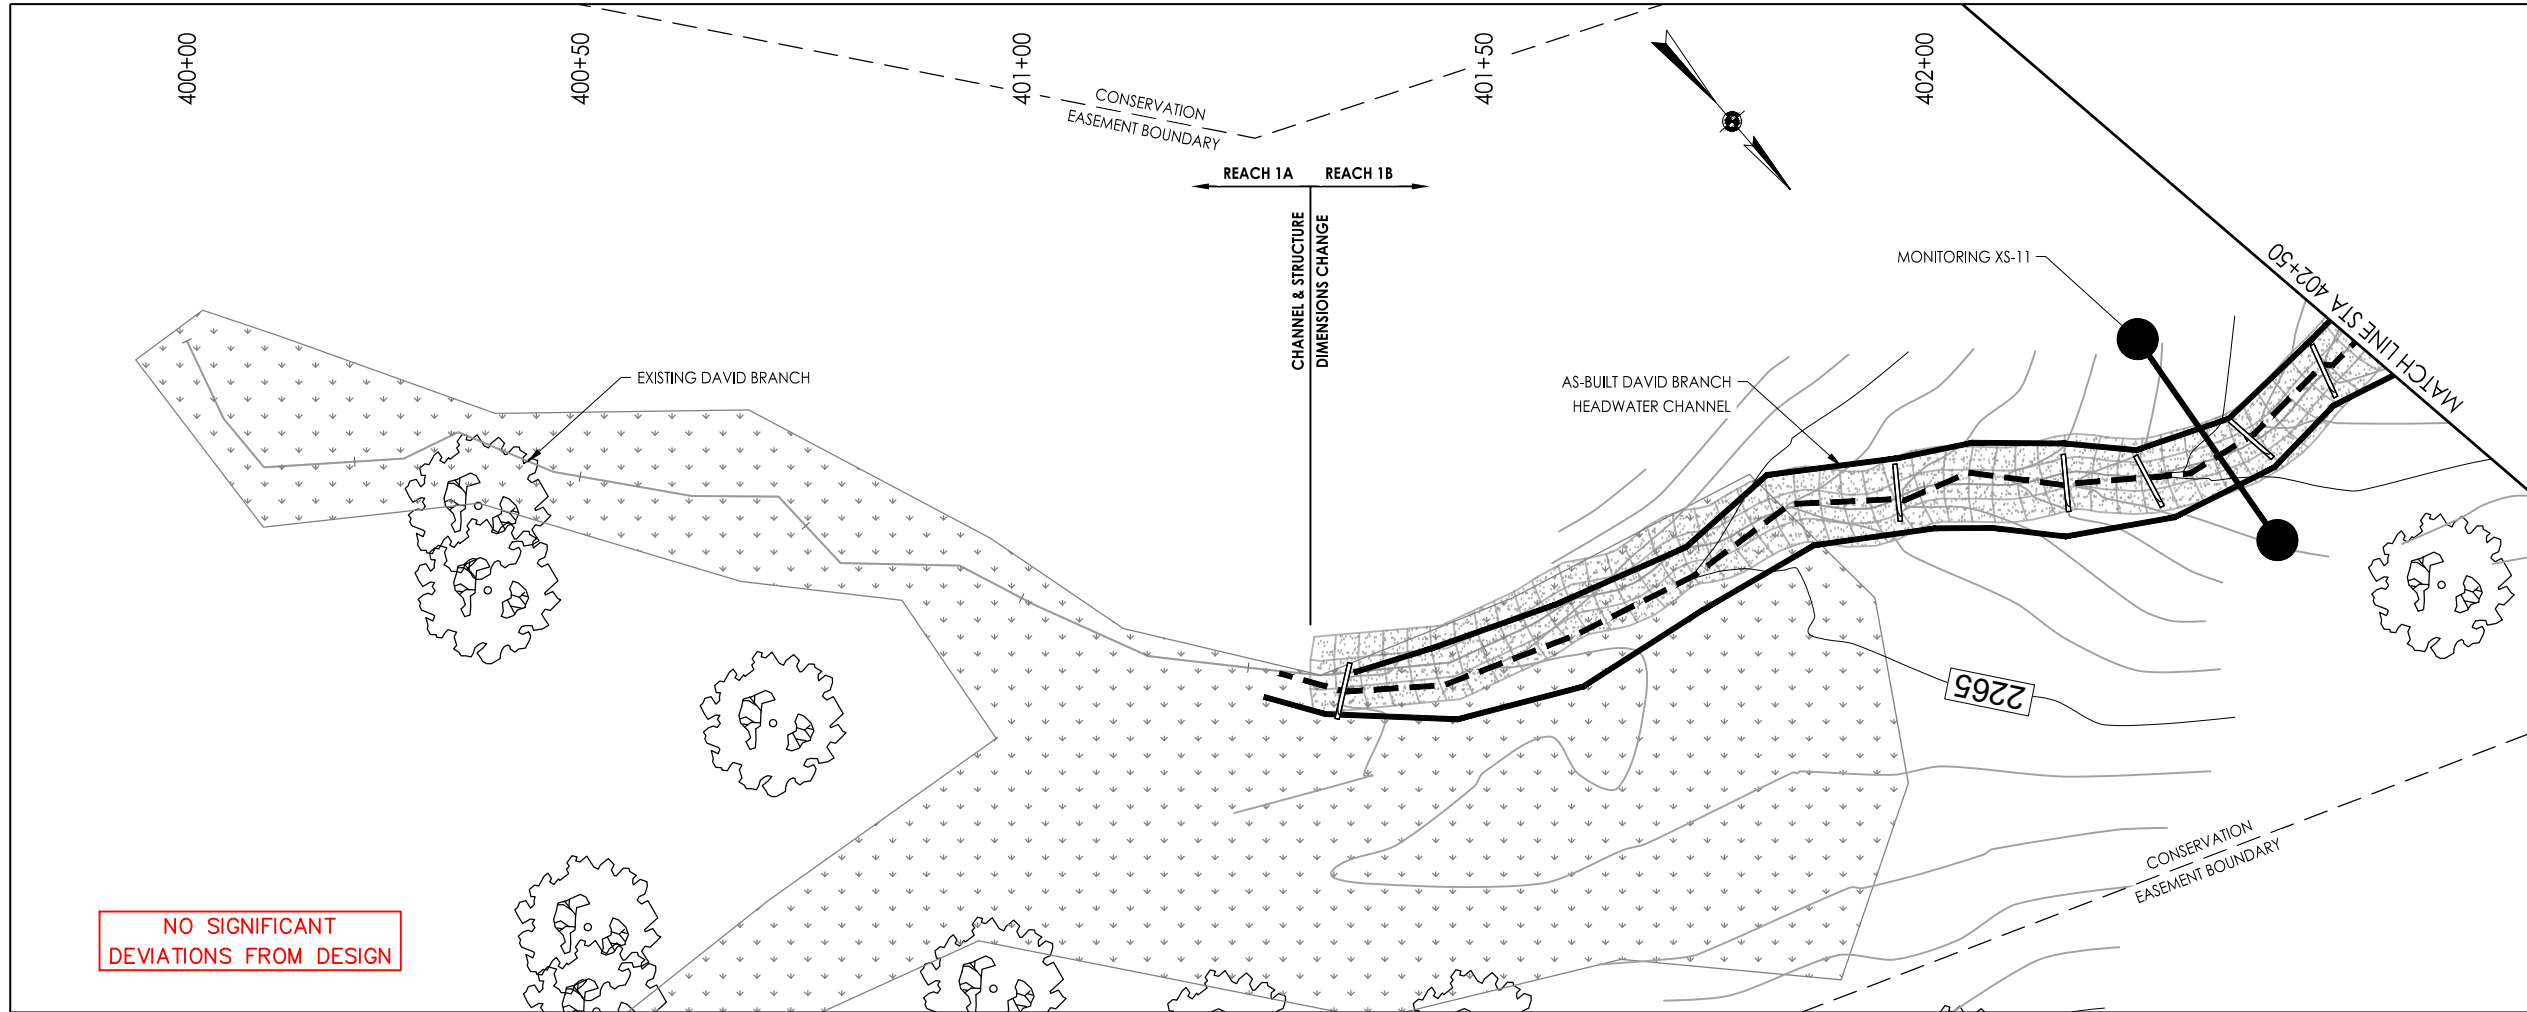 400+00
400+50
401+00
401+50
402+00
CONSERVATION
EASEMENT BOUNDARY
REACH 1A
REACH 1B
CHANNEL & STRUCTURE
DIMENSIONS CHANGE
MONITORING XS-11
MATCH LINE STA 402+50
EXISTING DAVID BRANCH
AS-BUILT DAVID BRANCH
HEADWATER CHANNEL
2265
CONSERVATION
EASEMENT BOUNDARY
NO SIGNIFICANT
DEVIATIONS FROM DESIGN